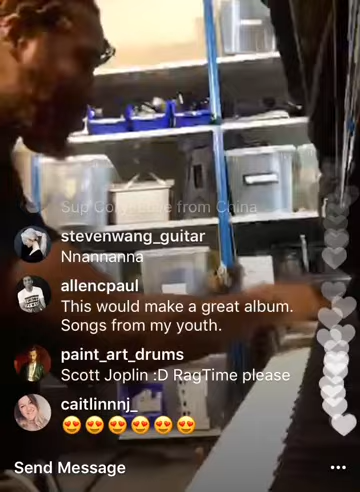 Sup Cory, Love from China
stevenwang_guitar
Nnannanna
allencpaul
This would make a great album.
Songs from my youth.
paint_art_drums
Scott Joplin :D RagTime please
caitlinnnj_
😍😍😍😍😍😍
Send Message